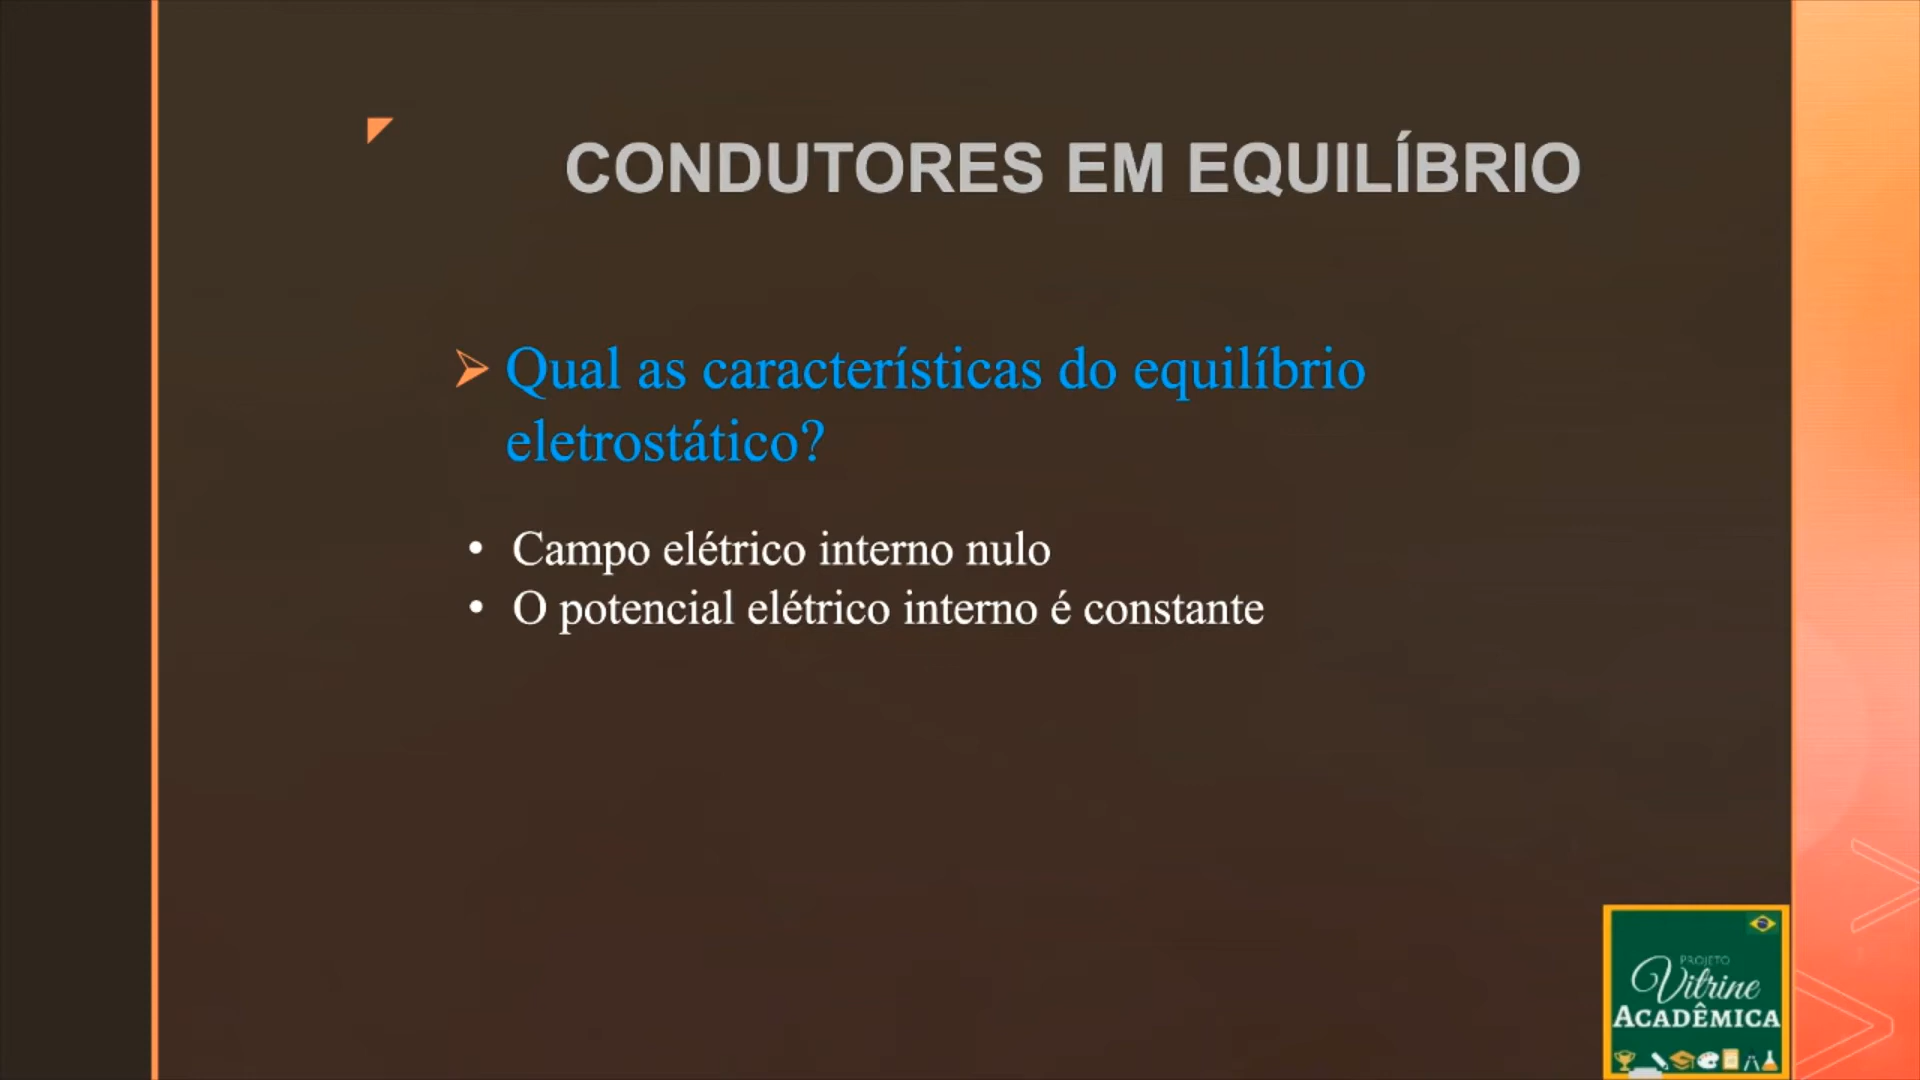 CONDUTORES EM EQUILÍBRIO
Qual as características do equilíbrio
eletrostático?
• Campo elétrico interno nulo
• O potencial elétrico interno é constante
PROJETO
Vitrine
ACADÊMICA